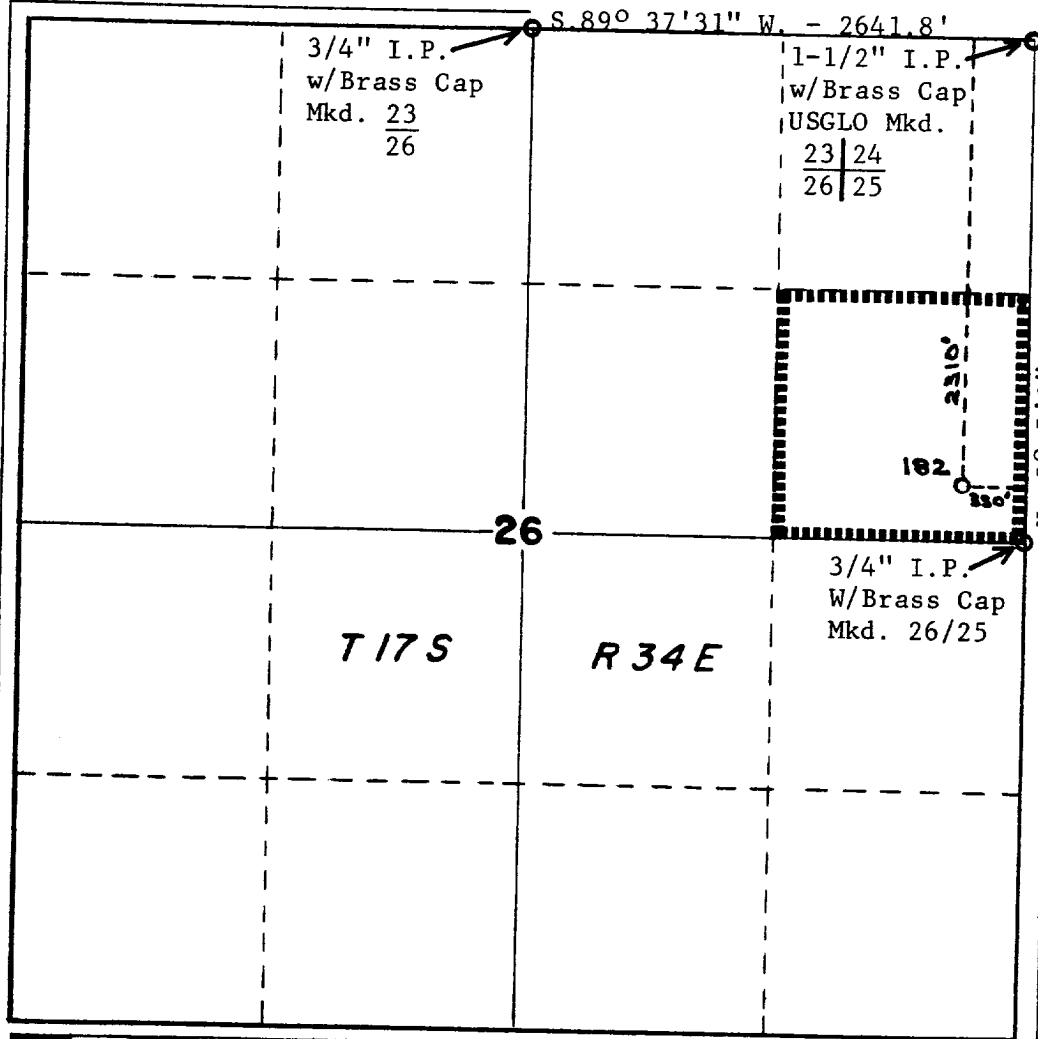 S.89° 37'31" W. - 2641.8'
3/4" I.P.
w/Brass Cap
Mkd. 23
26
1-1/2" I.P.
w/Brass Cap
USGLO Mkd.
23|24
26|25
2310'
182
330'
26
3/4" I.P.
W/Brass Cap
Mkd. 26/25
T 17 S
R 34 E